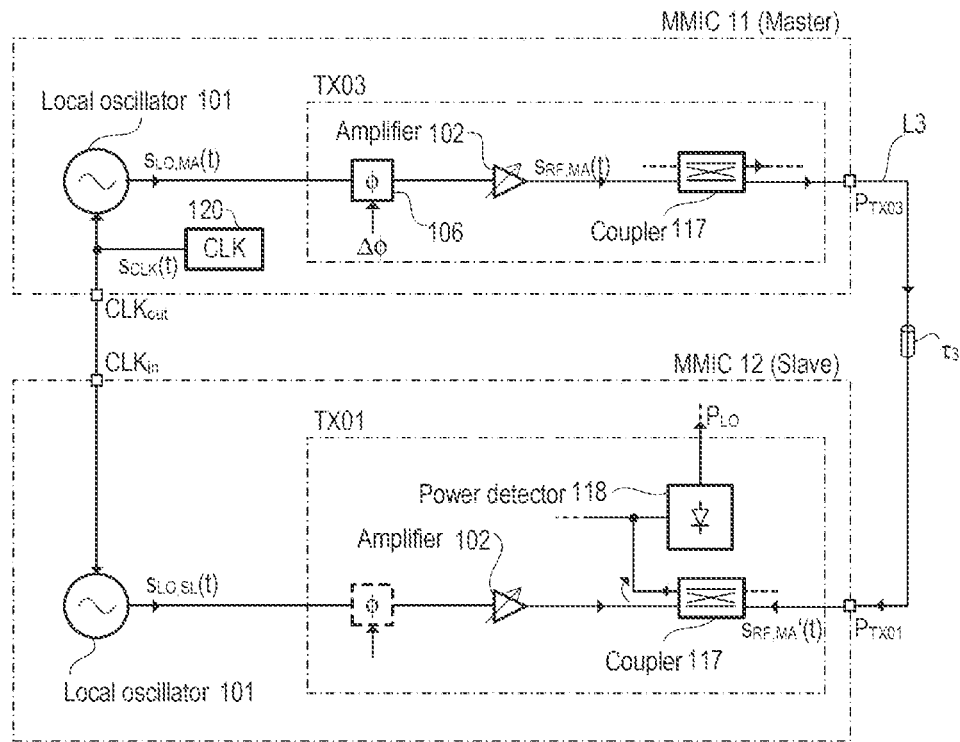 MMIC 11 (Master)
TX03
Local oscillator 101
Amplifier 102
L3
sLO,MA(t)
sRF,MA(t)
ϕ
PTX03
120
CLK
106
Coupler 117
Δϕ
sCLK(t)
CLKout
τ3
CLKin
MMIC 12 (Slave)
TX01
PLO
Power detector 118
Amplifier 102
sLO,SL(t)
ϕ
sRF,MA'(t)
PTX01
Coupler 117
Local oscillator 101